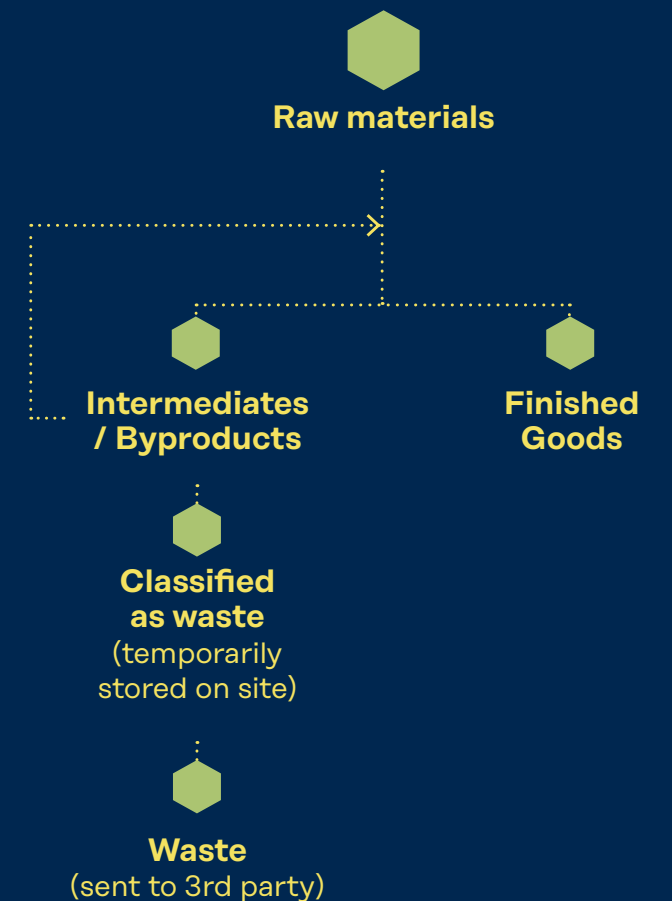 Raw materials
Intermediates
/ Byproducts
Finished
Goods
Classified
as waste
(temporarily
stored on site)
Waste
(sent to 3rd party)